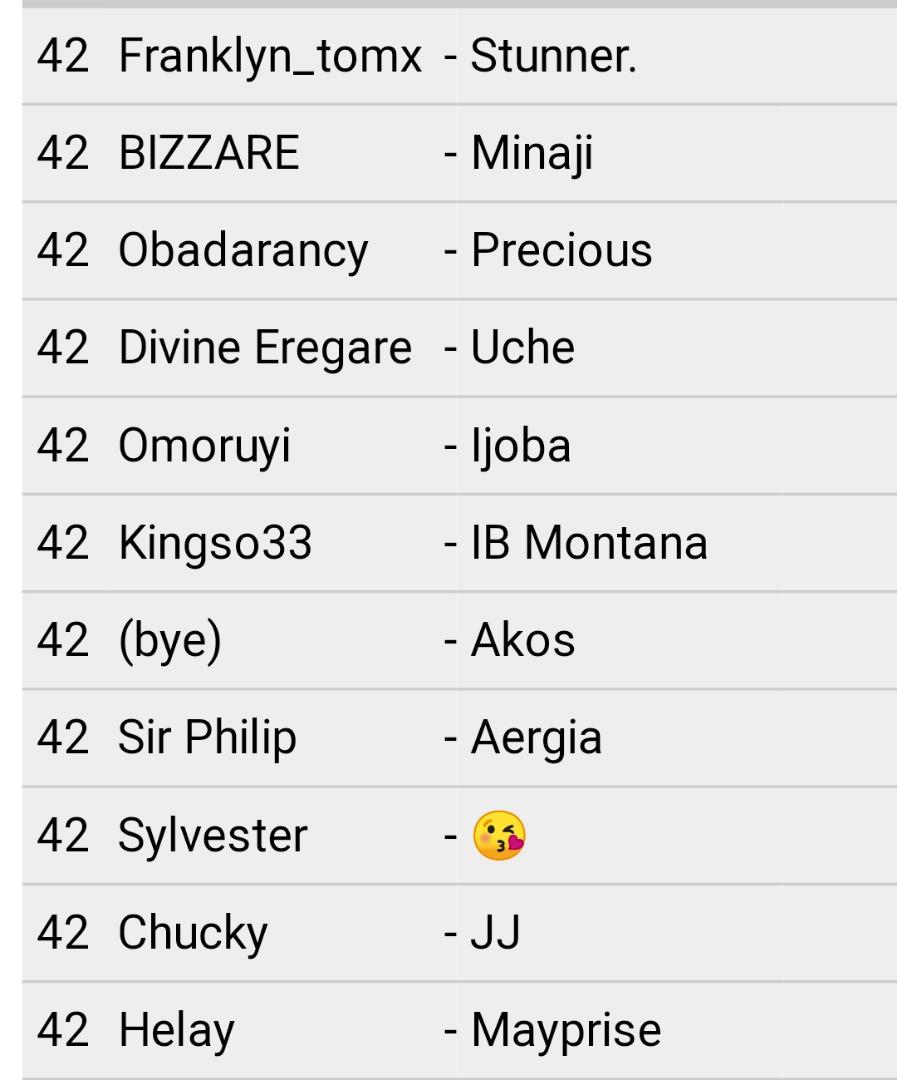 42 Franklyn_tomx - Stunner.
42 BIZZARE - Minaji
42 Obadarancy - Precious
42 Divine Eregare - Uche
42 Omoruyi - Ijoba
42 Kingso33 - IB Montana
42 (bye) - Akos
42 Sir Philip - Aergia
42 Sylvester - 😘
42 Chucky - JJ
42 Helay - Mayprise